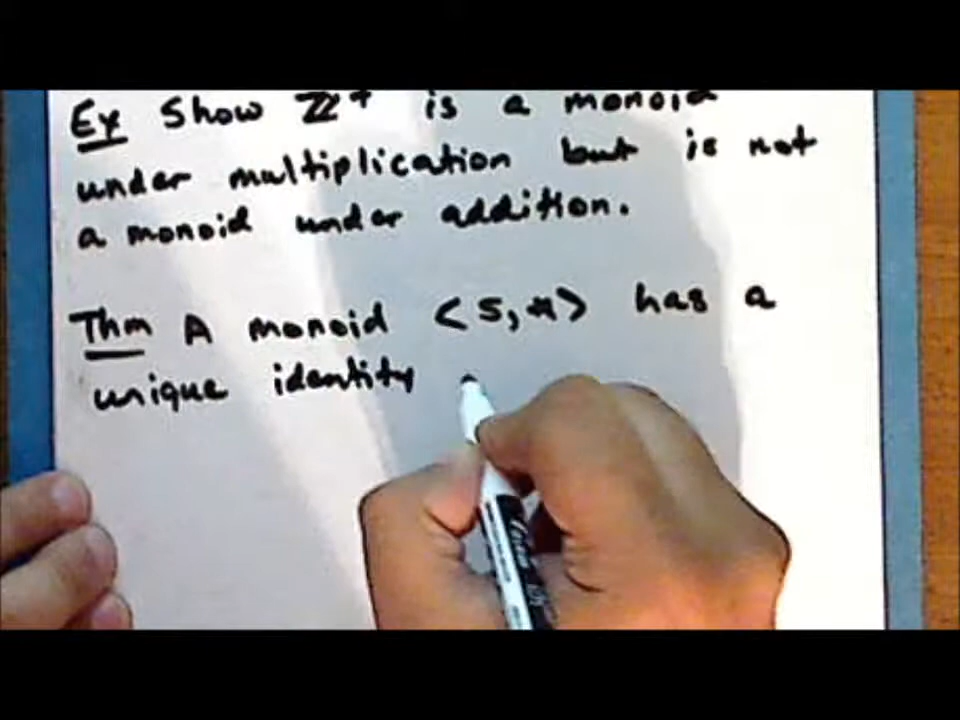 Ex Show ℤ⁺ is a monoid
under multiplication but is not
a monoid under addition.
Thm A monoid <S,*> has a
unique identity